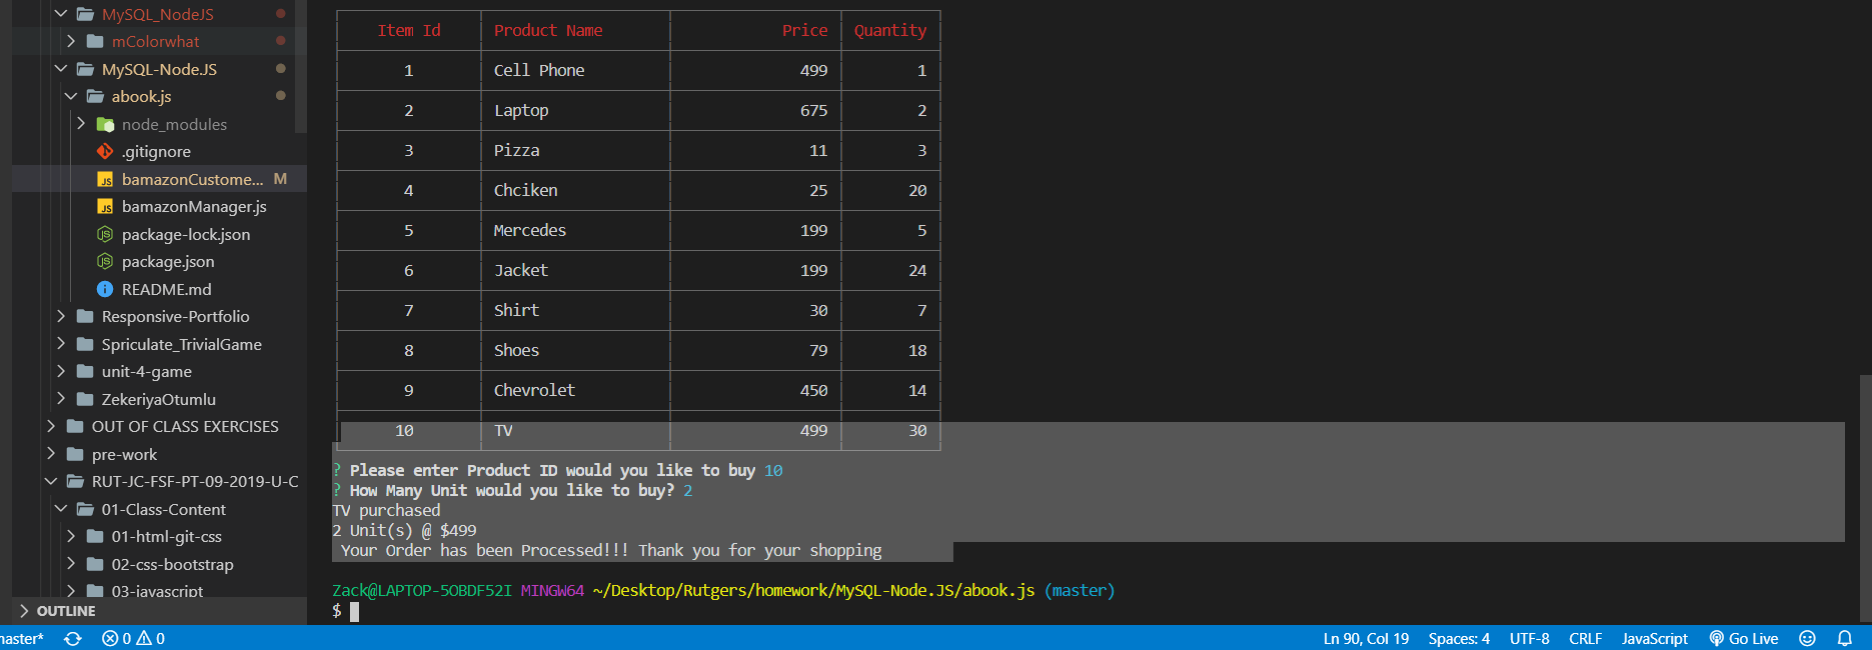 MySQL_NodeJS
mColorwhat
MySQL-Node.JS
abook.js
node_modules
.gitignore
bamazonCustome... M
bamazonManager.js
package-lock.json
package.json
README.md
Responsive-Portfolio
Spriculate_TrivialGame
unit-4-game
ZekeriyaOtumlu
OUT OF CLASS EXERCISES
pre-work
RUT-JC-FSF-PT-09-2019-U-C
01-Class-Content
01-html-git-css
02-css-bootstrap
03-javascript
OUTLINE
Item Id Product Name Price Quantity
1 Cell Phone 499 1
2 Laptop 675 2
3 Pizza 11 3
4 Chciken 25 20
5 Mercedes 199 5
6 Jacket 199 24
7 Shirt 30 7
8 Shoes 79 18
9 Chevrolet 450 14
10 TV 499 30
? Please enter Product ID would you like to buy 10
? How Many Unit would you like to buy? 2
TV purchased
2 Unit(s) @ $499
Your Order has been Processed!!! Thank you for your shopping
Zack@LAPTOP-5OBDF52I MINGW64 ~/Desktop/Rutgers/homework/MySQL-Node.JS/abook.js (master)
$
naster* 0 0 Ln 90, Col 19 Spaces: 4 UTF-8 CRLF JavaScript Go Live